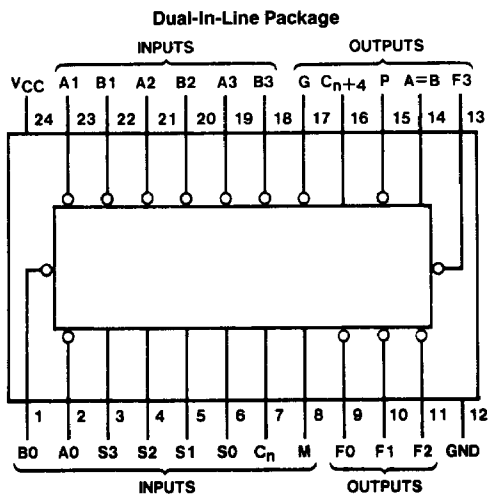 Dual-In-Line Package
INPUTS OUTPUTS
VCC A1 B1 A2 B2 A3 B3 G Cn+4 P A=B F3
24 23 22 21 20 19 18 17 16 15 14 13
1 2 3 4 5 6 7 8 9 10 11 12
B0 A0 S3 S2 S1 S0 Cn M F0 F1 F2 GND
INPUTS OUTPUTS